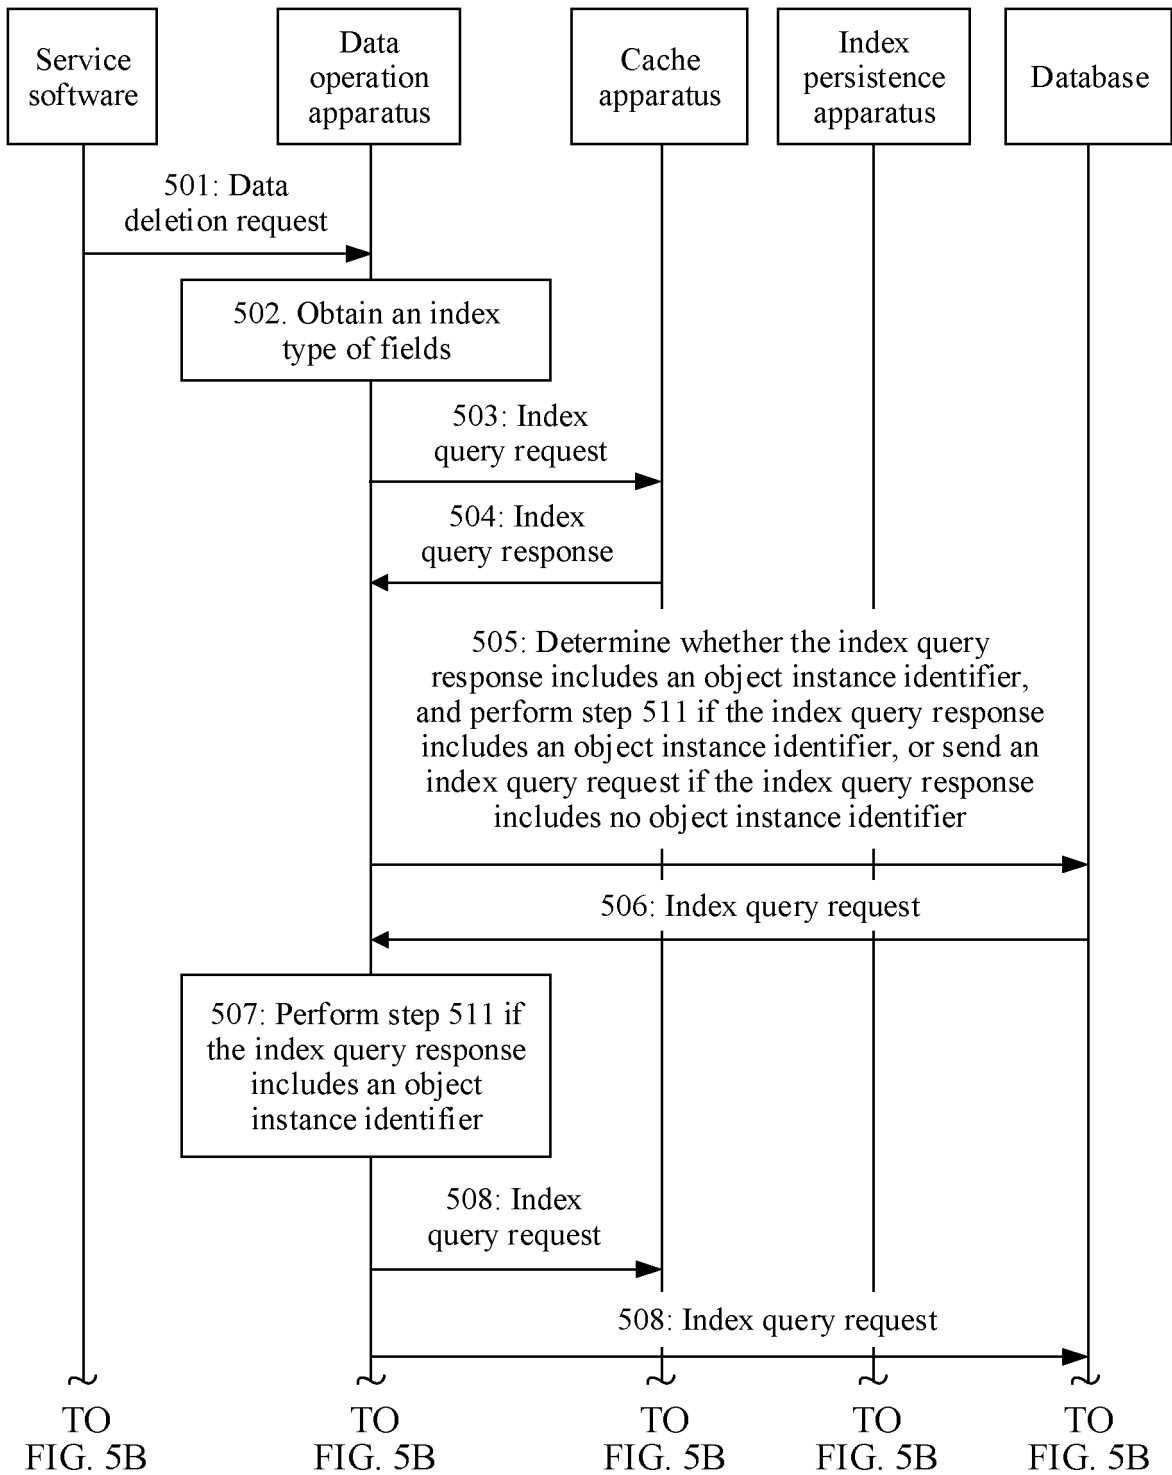 Service
software
Data
operation
apparatus
Cache
apparatus
Index
persistence
apparatus
Database
501: Data
deletion request
502. Obtain an index
type of fields
503: Index
query request
504: Index
query response
505: Determine whether the index query
response includes an object instance identifier,
and perform step 511 if the index query response
includes an object instance identifier, or send an
index query request if the index query response
includes no object instance identifier
506: Index query request
507: Perform step 511 if
the index query response
includes an object
instance identifier
508: Index
query request
508: Index query request
TO
FIG. 5B
TO
FIG. 5B
TO
FIG. 5B
TO
FIG. 5B
TO
FIG. 5B